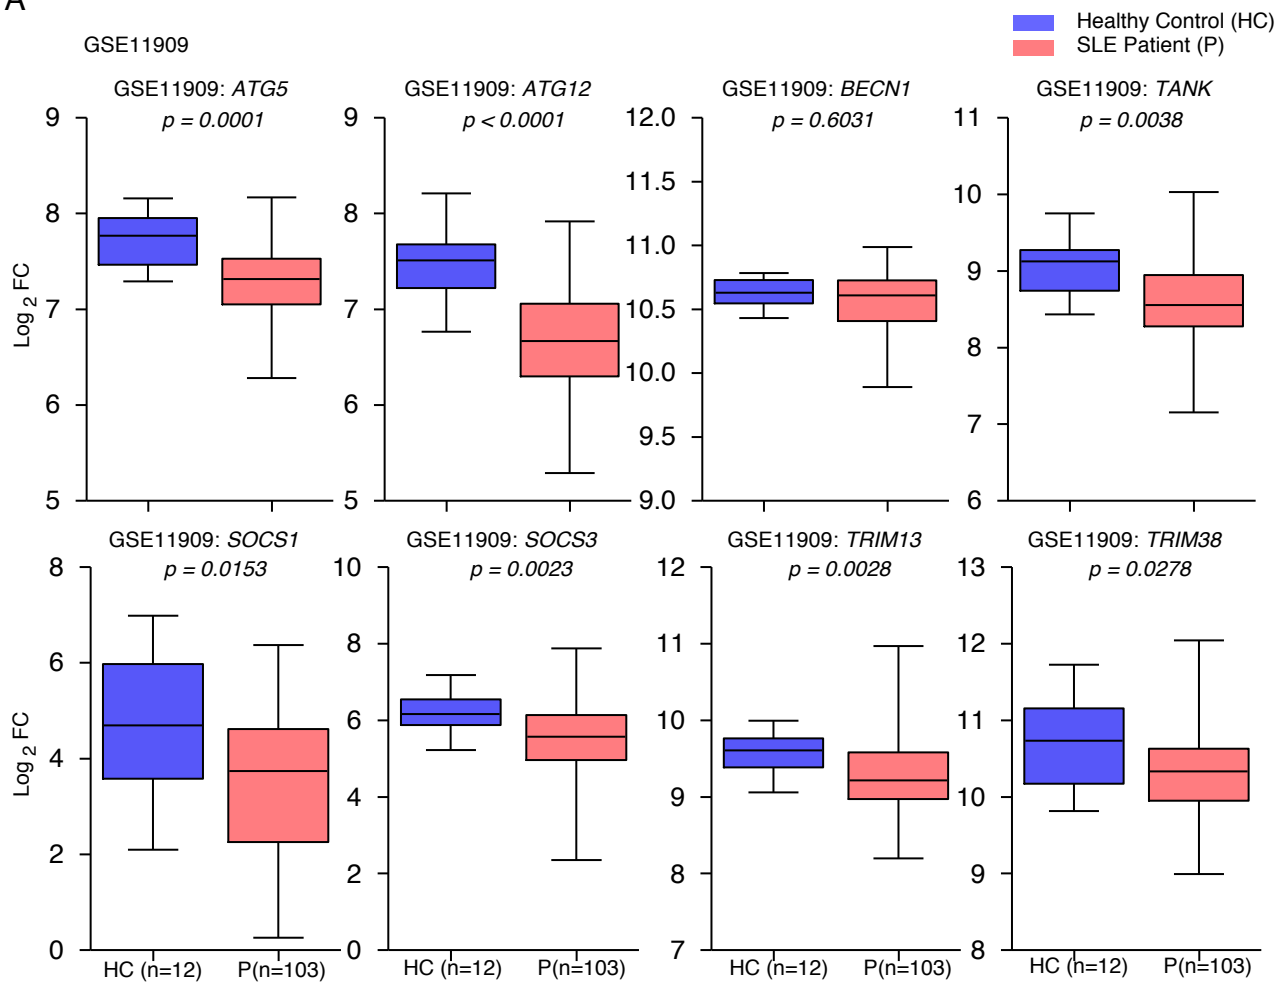 A
Healthy Control (HC)
SLE Patient (P)
GSE11909
GSE11909: ATG5
p = 0.0001
GSE11909: ATG12
p < 0.0001
GSE11909: BECN1
p = 0.6031
GSE11909: TANK
p = 0.0038
Log 2 FC
9
8
7
6
5
9
8
7
6
5
12.0
11.5
11.0
10.5
10.0
9.5
9.0
11
10
9
8
7
6
GSE11909: SOCS1
p = 0.0153
GSE11909: SOCS3
p = 0.0023
GSE11909: TRIM13
p = 0.0028
GSE11909: TRIM38
p = 0.0278
Log 2 FC
8
6
4
2
0
10
8
6
4
2
0
12
11
10
9
8
7
13
12
11
10
9
8
HC (n=12) P(n=103)
HC (n=12) P(n=103)
HC (n=12) P(n=103)
HC (n=12) P(n=103)